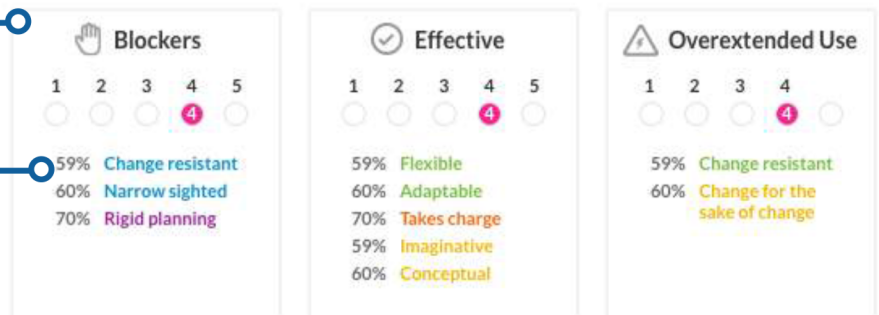 Blockers
1 2 3 4 5
4
59% Change resistant
60% Narrow sighted
70% Rigid planning
Effective
1 2 3 4 5
4
59% Flexible
60% Adaptable
70% Takes charge
59% Imaginative
60% Conceptual
Overextended Use
1 2 3 4
4
59% Change resistant
60% Change for the
sake of change